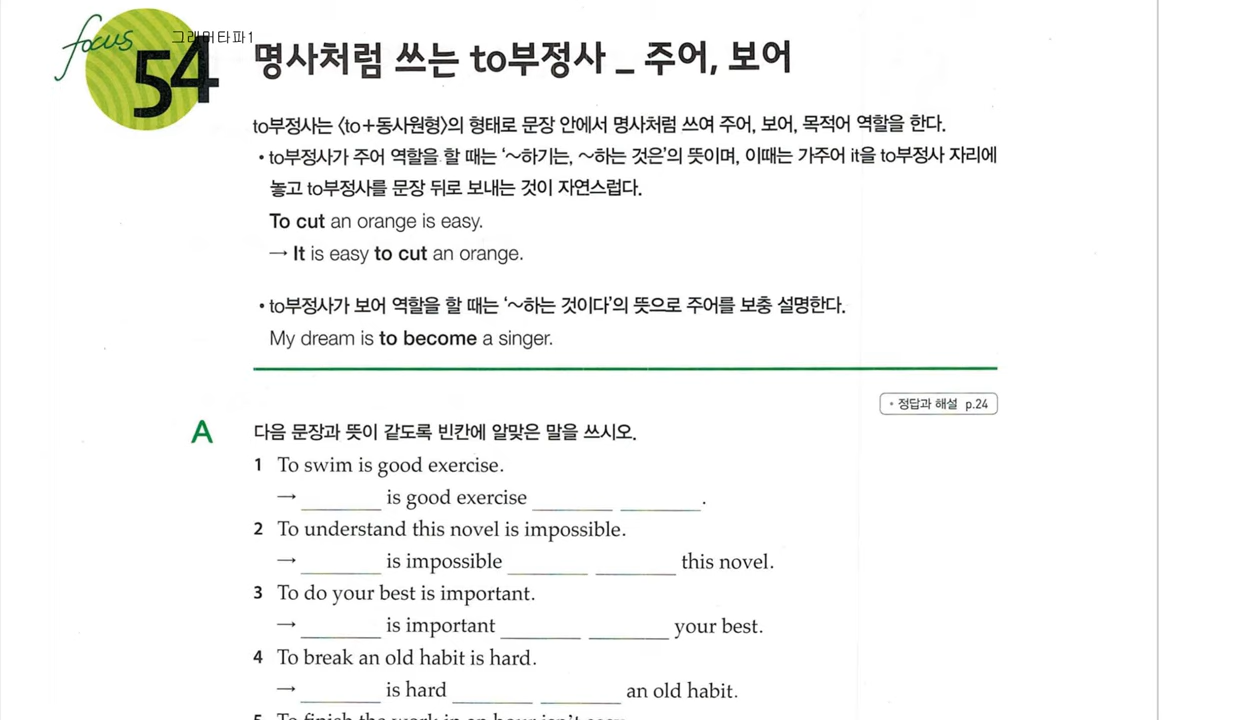 focus 54
그래머타파1
명사처럼 쓰는 to부정사 _ 주어, 보어
to부정사는 〈to+동사원형〉의 형태로 문장 안에서 명사처럼 쓰여 주어, 보어, 목적어 역할을 한다.
• to부정사가 주어 역할을 할 때는 '~하기는, ~하는 것은'의 뜻이며, 이때는 가주어 it을 to부정사 자리에
놓고 to부정사를 문장 뒤로 보내는 것이 자연스럽다.
To cut an orange is easy.
→ It is easy to cut an orange.
• to부정사가 보어 역할을 할 때는 '~하는 것이다'의 뜻으로 주어를 보충 설명한다.
My dream is to become a singer.
• 정답과 해설 p.24
A 다음 문장과 뜻이 같도록 빈칸에 알맞은 말을 쓰시오.
1 To swim is good exercise.
→ ________ is good exercise ________ ________.
2 To understand this novel is impossible.
→ ________ is impossible ________ ________ this novel.
3 To do your best is important.
→ ________ is important ________ ________ your best.
4 To break an old habit is hard.
→ ________ is hard ________ ________ an old habit.
5 To finish the work in an hour isn't easy.